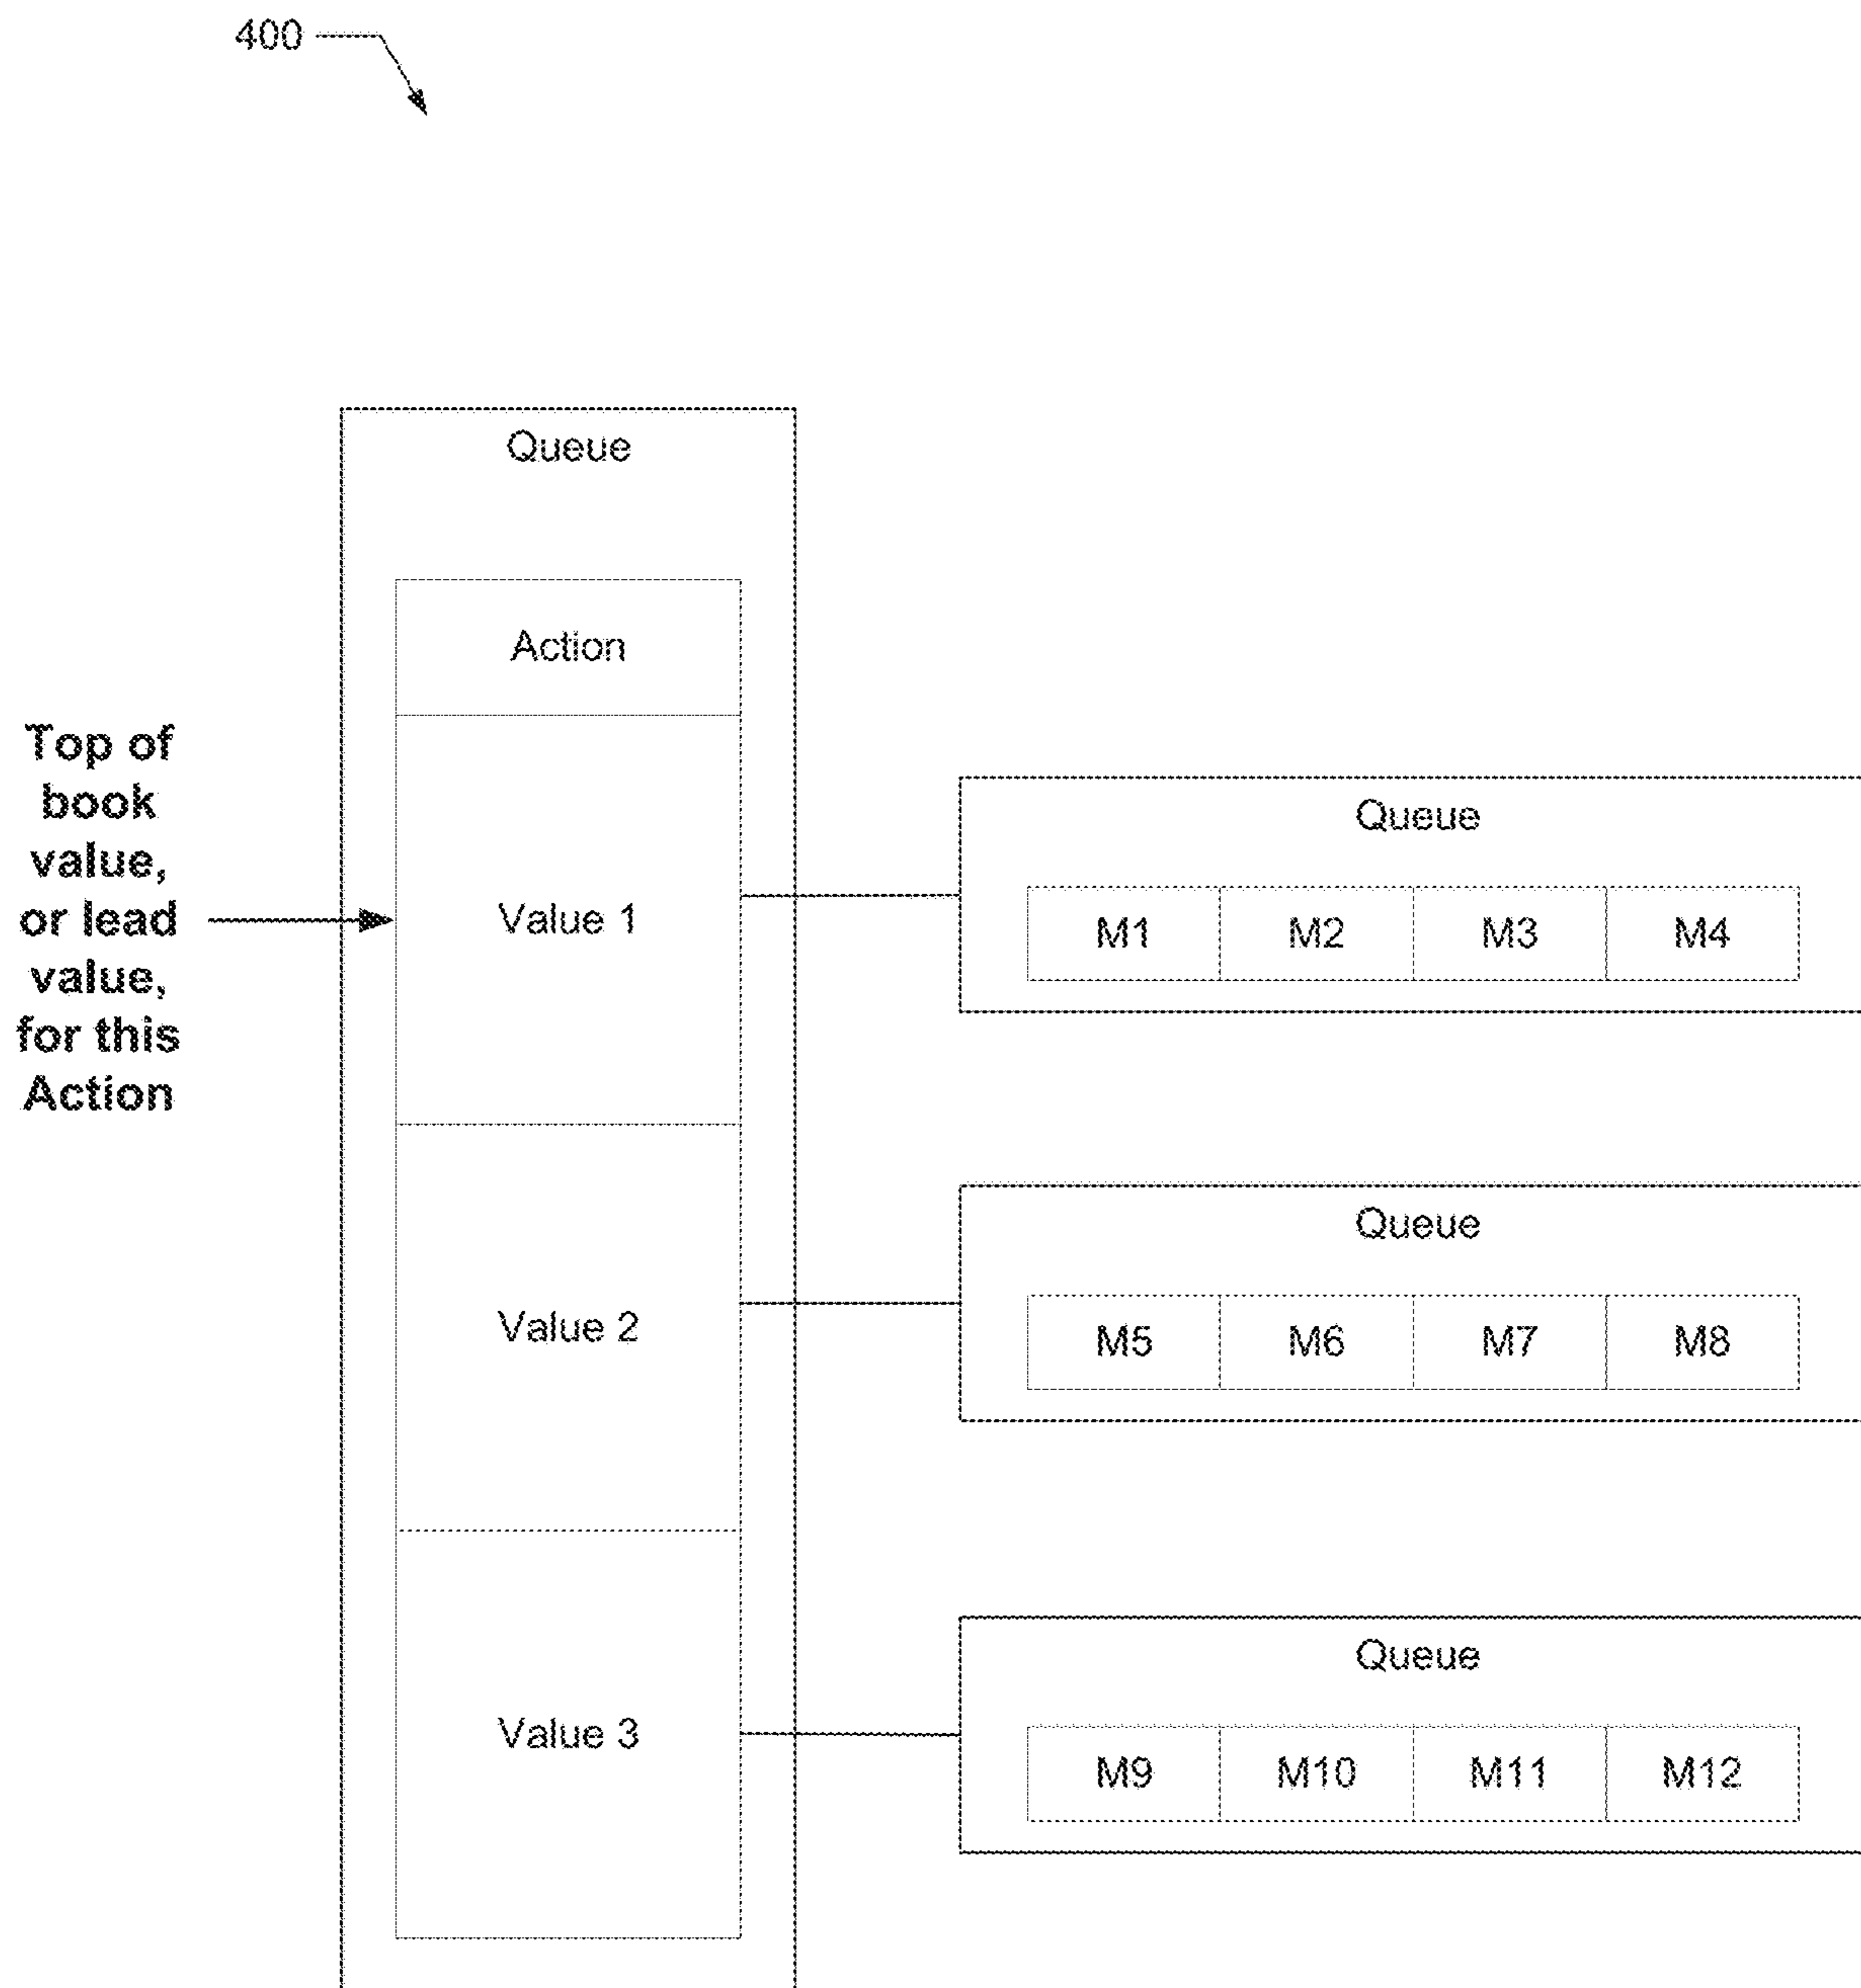 400
Queue
Action
Top of
book
value,
or lead
value,
for this
Action
Value 1
Queue
M1 M2 M3 M4
Value 2
Queue
M5 M6 M7 M8
Value 3
Queue
M9 M10 M11 M12